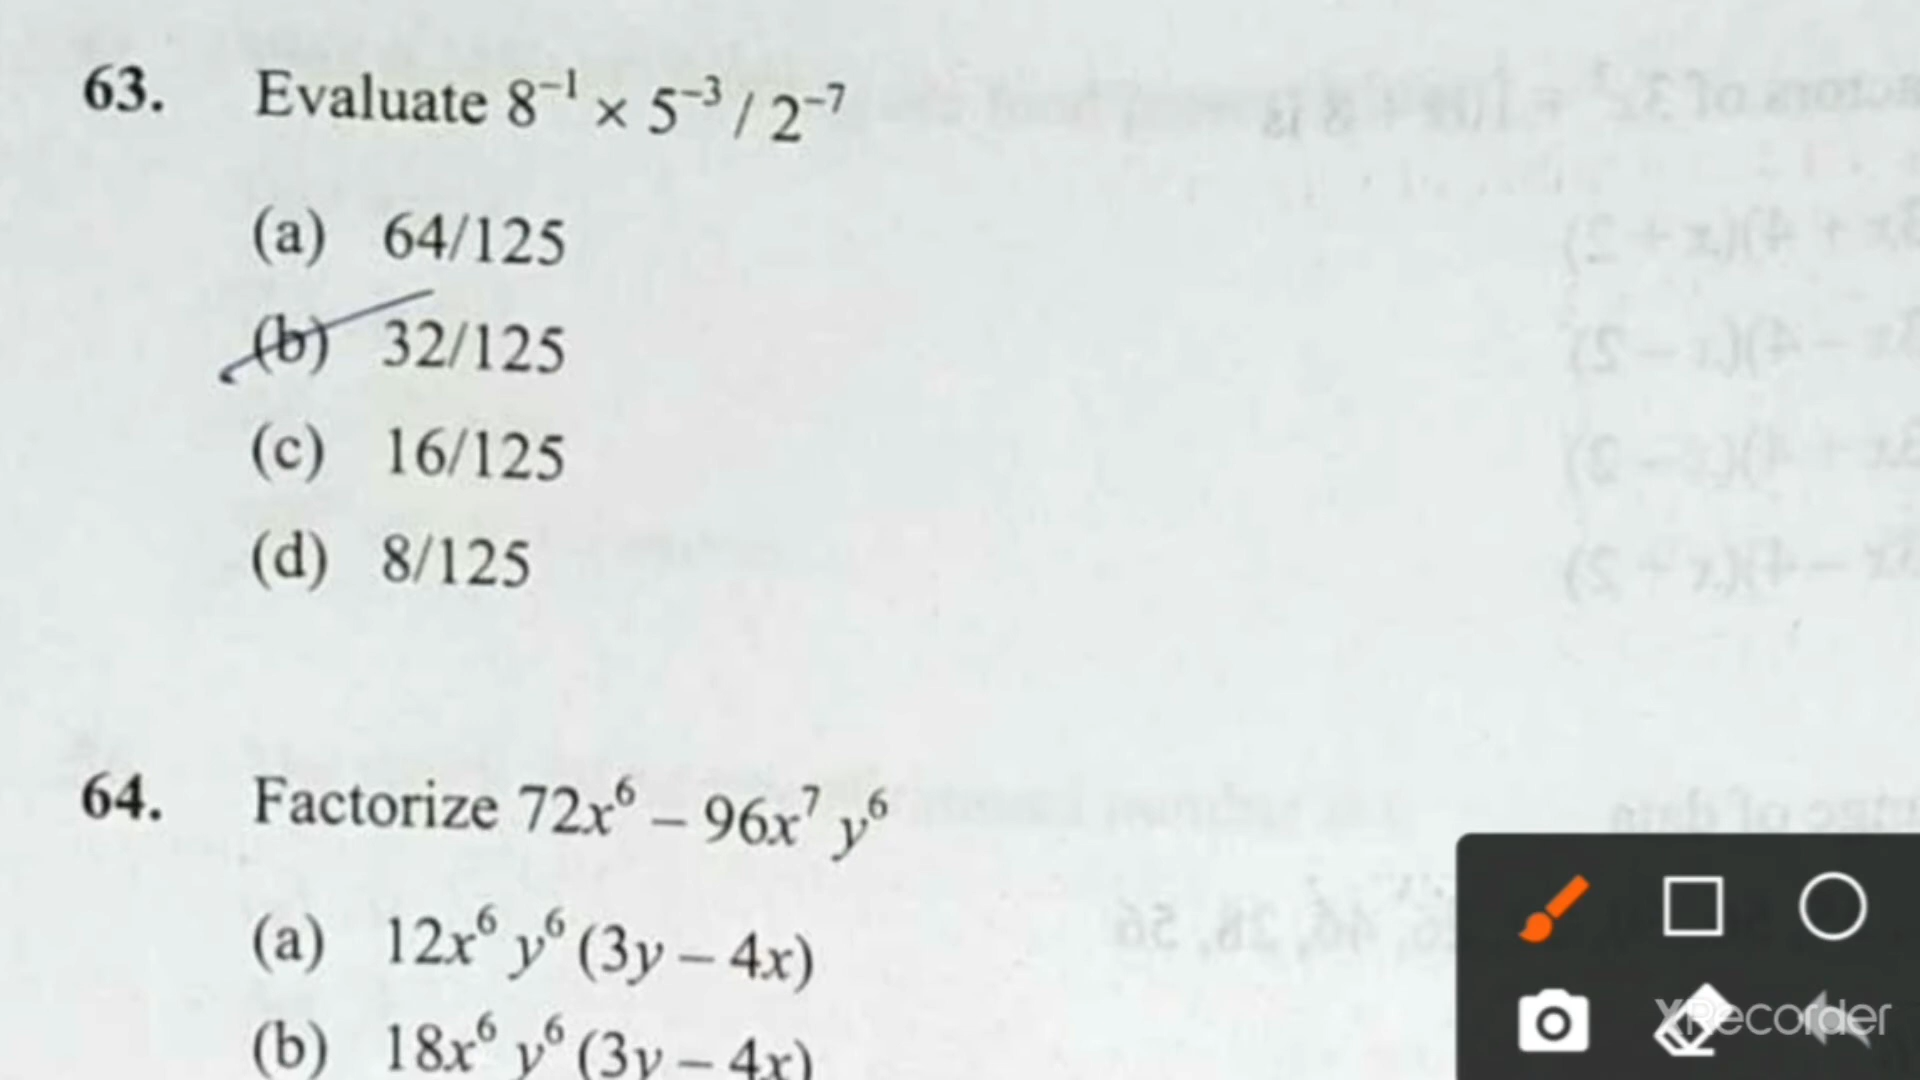 63. Evaluate 8⁻¹ × 5⁻³ / 2⁻⁷
(a) 64/125
(b) 32/125
(c) 16/125
(d) 8/125
64. Factorize 72x⁶ – 96x⁷ y⁶
(a) 12x⁶ y⁶ (3y – 4x)
(b) 18x⁶ y⁶ (3y – 4x)
XRecorder